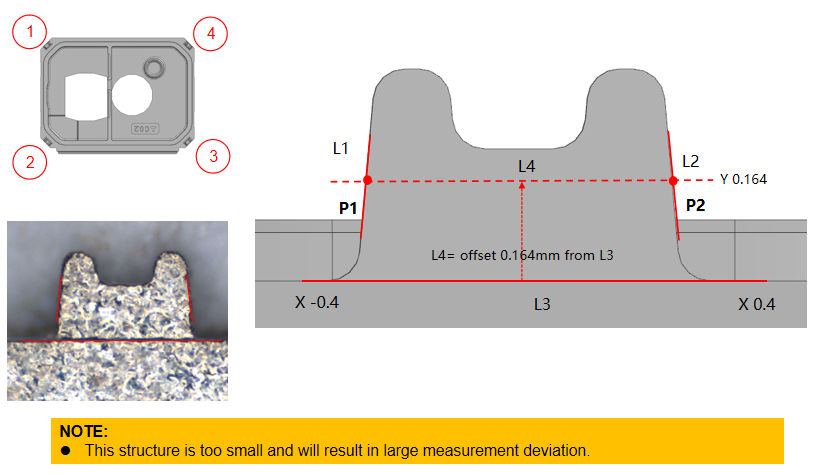 1
4
2
3
△C02
L1
L4
L2
Y 0.164
P1
P2
L4= offset 0.164mm from L3
X -0.4
L3
X 0.4
NOTE:
● This structure is too small and will result in large measurement deviation.